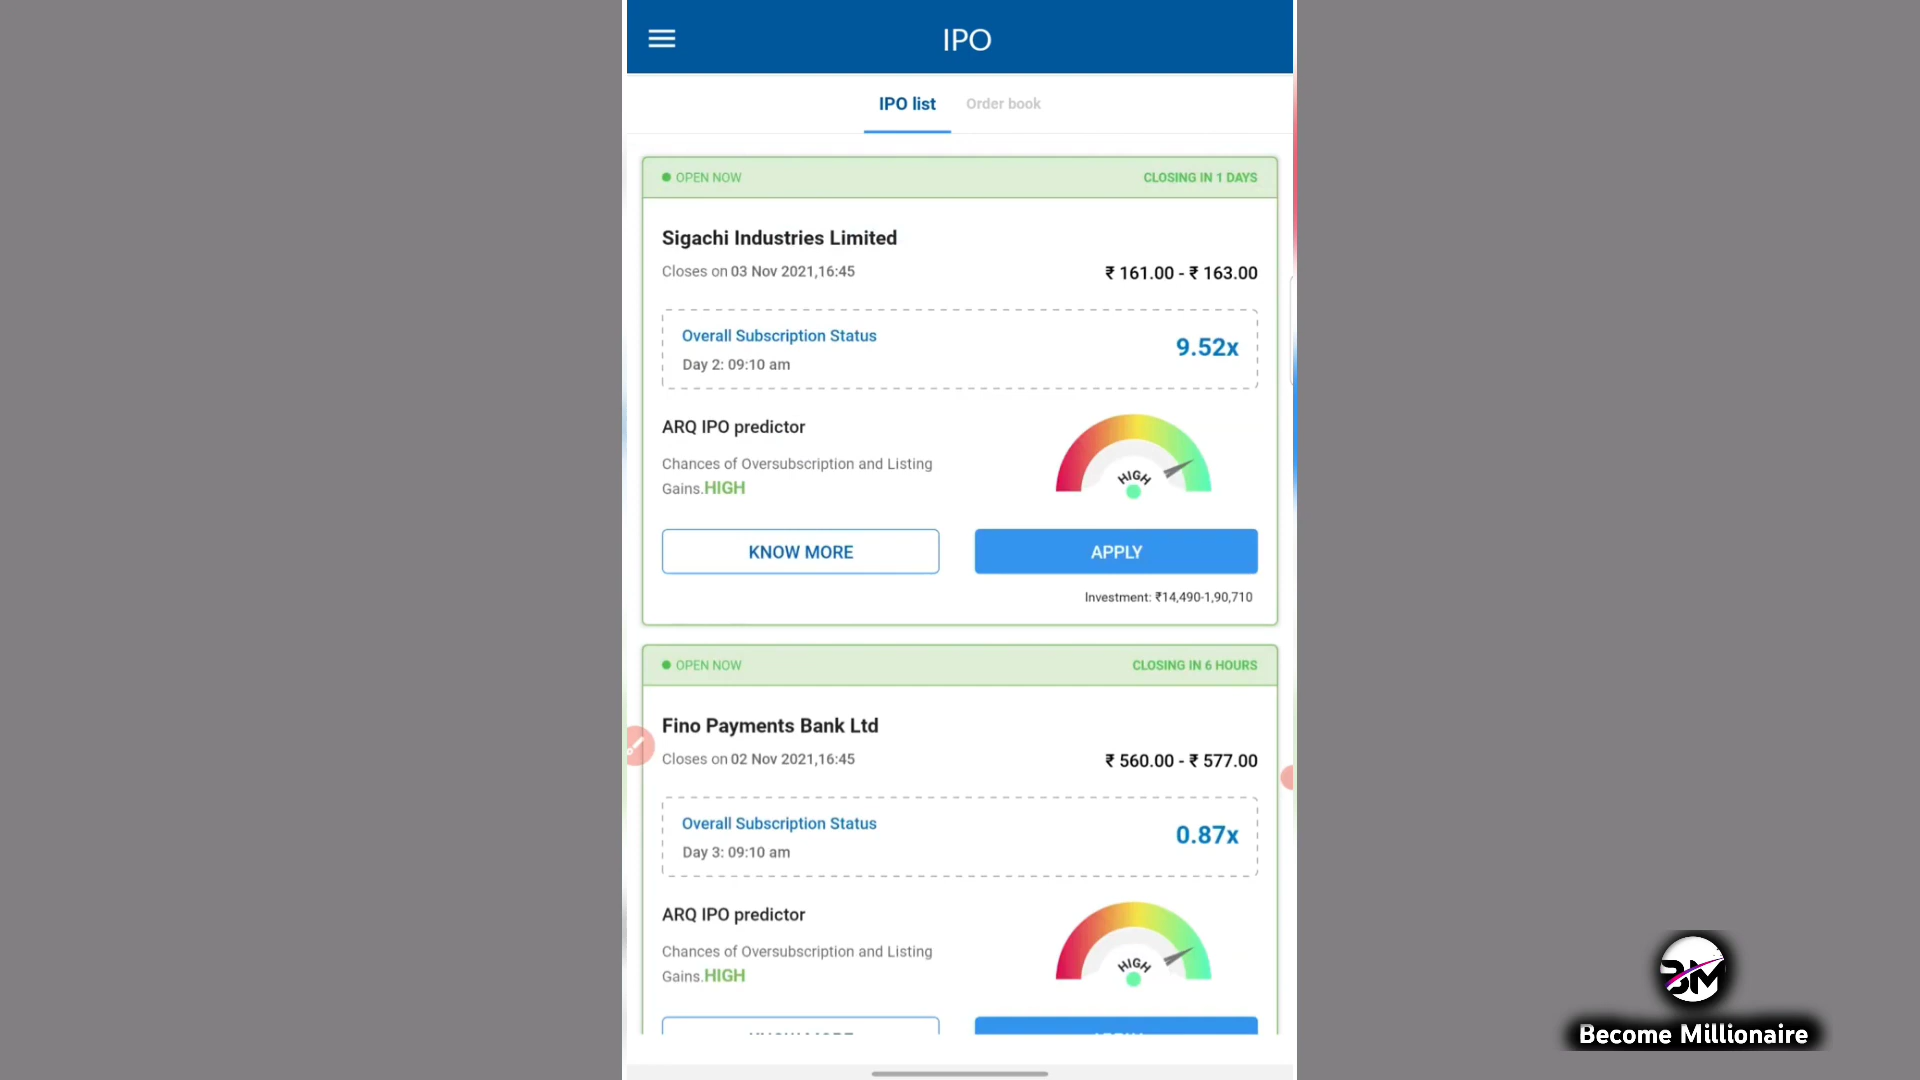 IPO
IPO list Order book
OPEN NOW CLOSING IN 1 DAYS
Sigachi Industries Limited
Closes on 03 Nov 2021,16:45 ₹ 161.00 - ₹ 163.00
Overall Subscription Status
9.52x
Day 2: 09:10 am
ARQ IPO predictor
Chances of Oversubscription and Listing
Gains.HIGH
HIGH
KNOW MORE APPLY
Investment: ₹14,490-1,90,710
OPEN NOW CLOSING IN 6 HOURS
Fino Payments Bank Ltd
Closes on 02 Nov 2021,16:45 ₹ 560.00 - ₹ 577.00
Overall Subscription Status
0.87x
Day 3: 09:10 am
ARQ IPO predictor
Chances of Oversubscription and Listing
Gains.HIGH
HIGH
BM
Become Millionaire